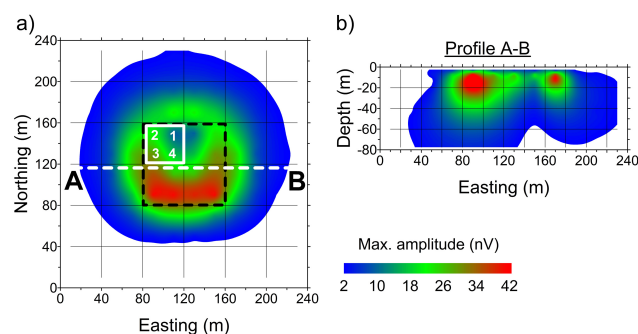 a)
240
200
160
120
80
40
0
Northing (m)
2 1
3 4
A
B
0 40 80 120 160 200 240
Easting (m)
b)
Profile A-B
0
-20
-40
-60
-80
Depth (m)
0 40 80 120 160 200 240
Easting (m)
Max. amplitude (nV)
2 10 18 26 34 42